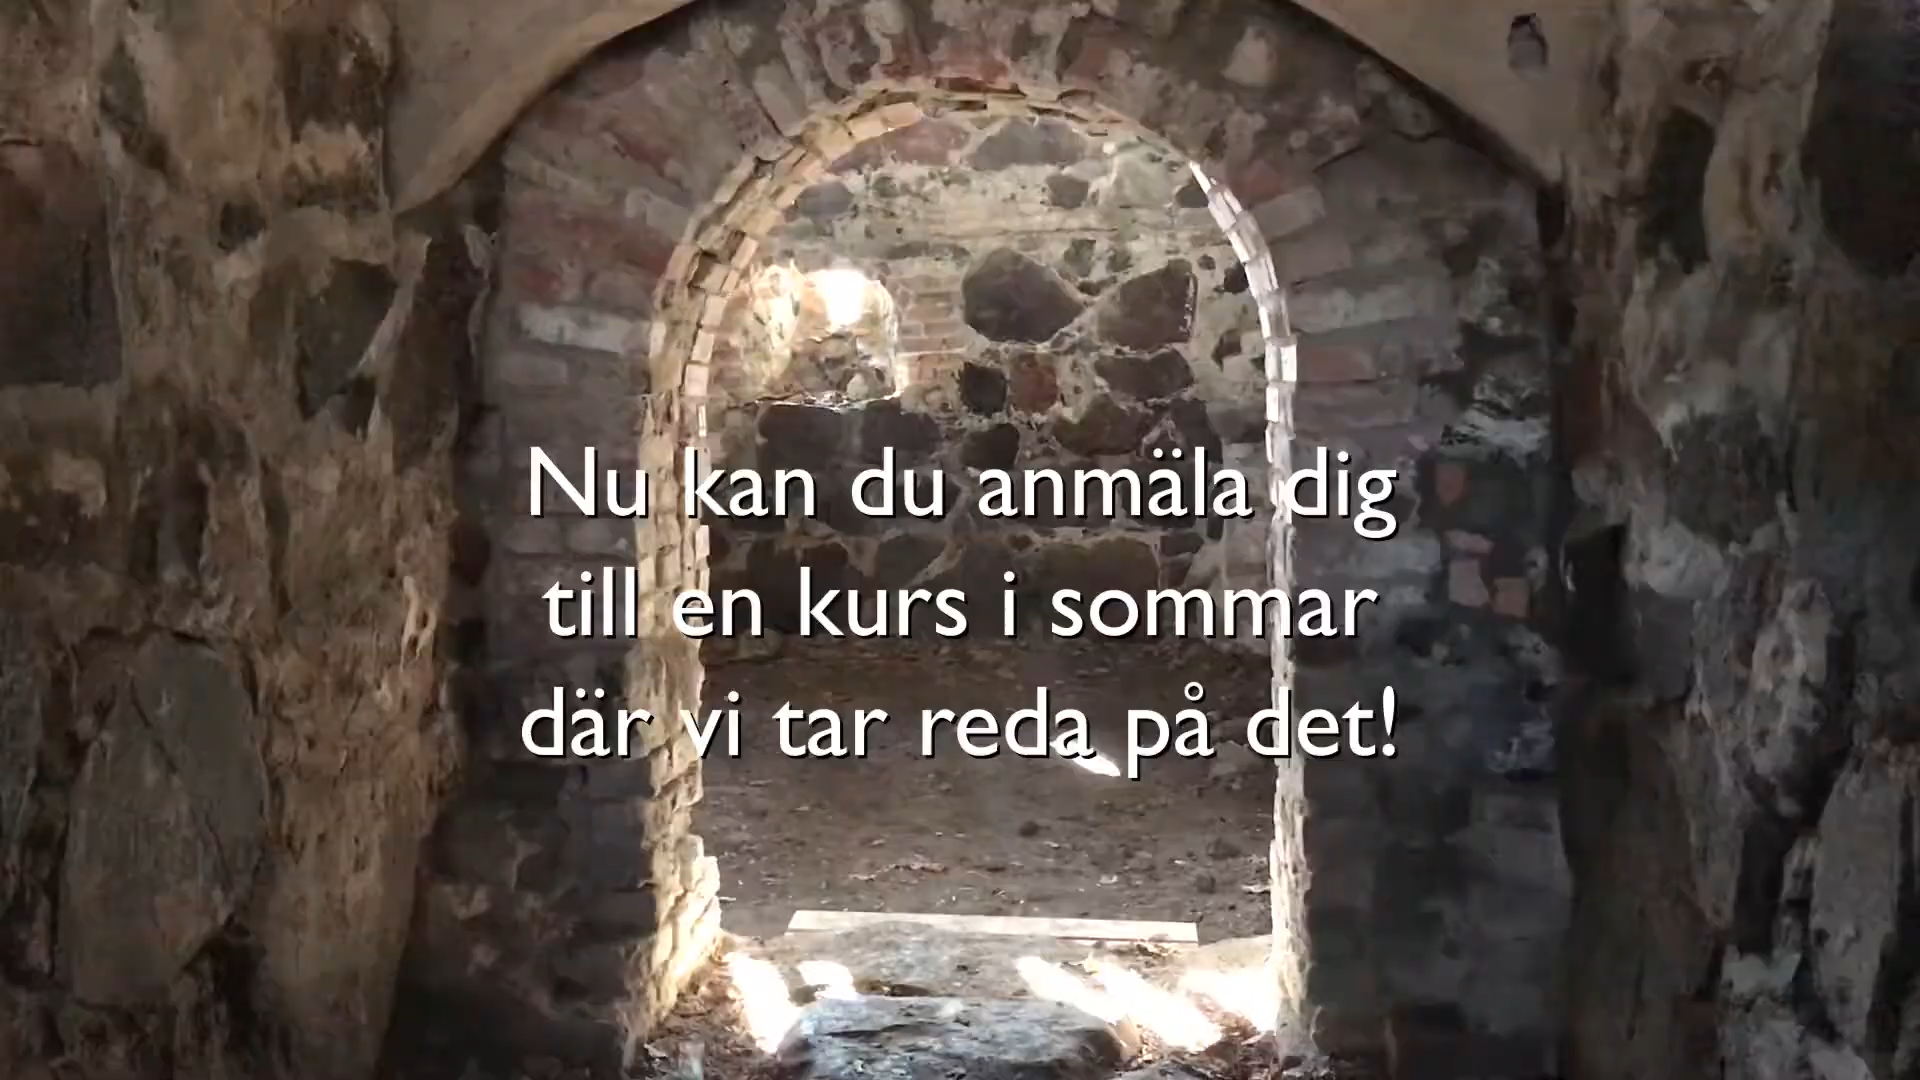 Nu kan du anmäla dig
till en kurs i sommar
där vi tar reda på det!